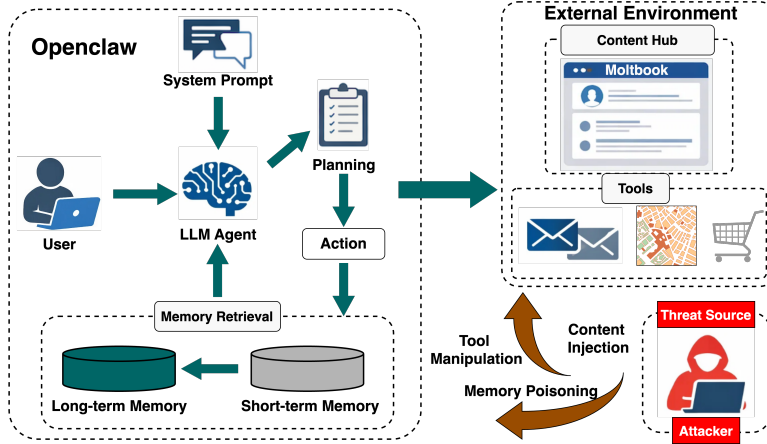 Openclaw
System Prompt
User
LLM Agent
Planning
Action
Memory Retrieval
Long-term Memory
Short-term Memory
External Environment
Content Hub
Moltbook
Tools
Tool
Manipulation
Content
Injection
Memory Poisoning
Threat Source
Attacker